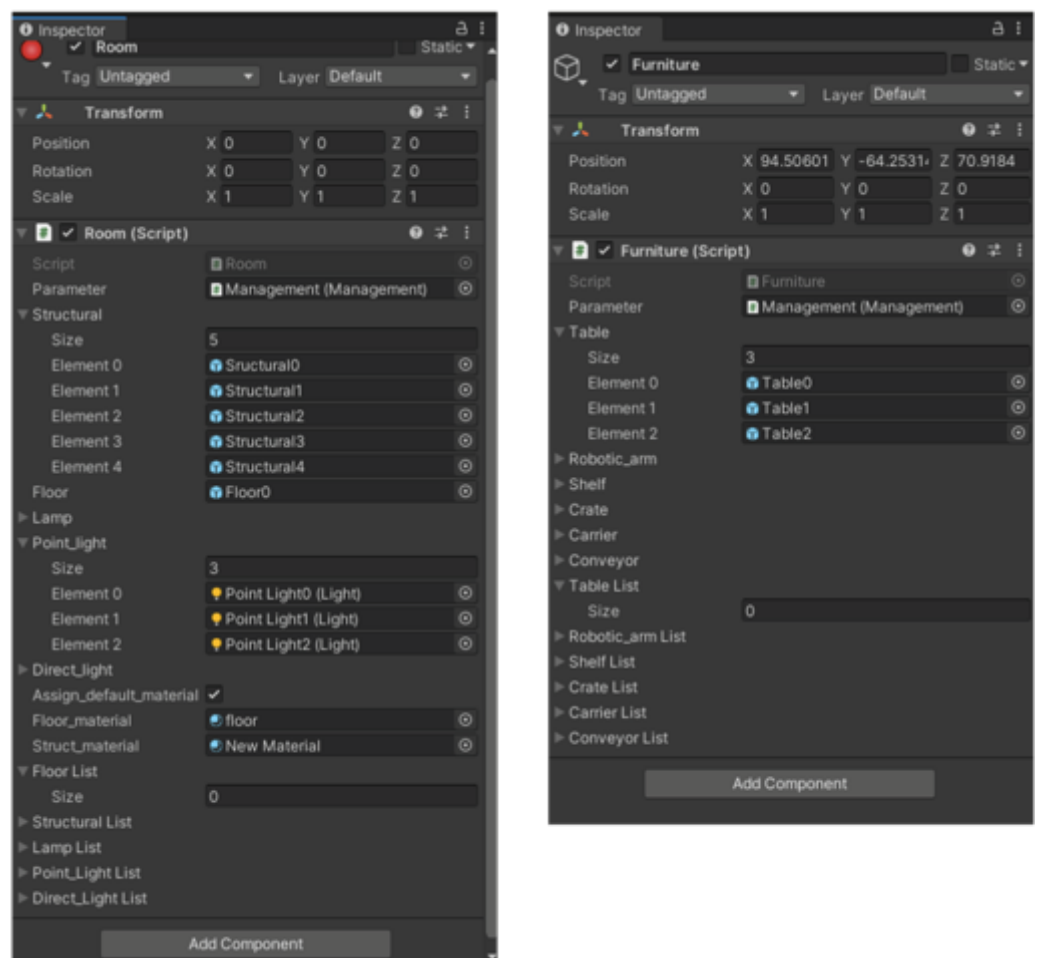 Inspector
Room Static
Tag Untagged Layer Default
Transform
Position X 0 Y 0 Z 0
Rotation X 0 Y 0 Z 0
Scale X 1 Y 1 Z 1
Room (Script)
Script Room
Parameter Management (Management)
Structural
Size 5
Element 0 Sructural0
Element 1 Structural1
Element 2 Structural2
Element 3 Structural3
Element 4 Structural4
Floor Floor0
Lamp
Point_light
Size 3
Element 0 Point Light0 (Light)
Element 1 Point Light1 (Light)
Element 2 Point Light2 (Light)
Direct_light
Assign_default_material
Floor_material floor
Struct_material New Material
Floor List
Size 0
Structural List
Lamp List
Point_Light List
Direct_Light List
Add Component
Inspector
Furniture Static
Tag Untagged Layer Default
Transform
Position X 94.50601 Y -64.2531 Z 70.9184
Rotation X 0 Y 0 Z 0
Scale X 1 Y 1 Z 1
Furniture (Script)
Script Furniture
Parameter Management (Management)
Table
Size 3
Element 0 Table0
Element 1 Table1
Element 2 Table2
Robotic_arm
Shelf
Crate
Carrier
Conveyor
Table List
Size 0
Robotic_arm List
Shelf List
Crate List
Carrier List
Conveyor List
Add Component